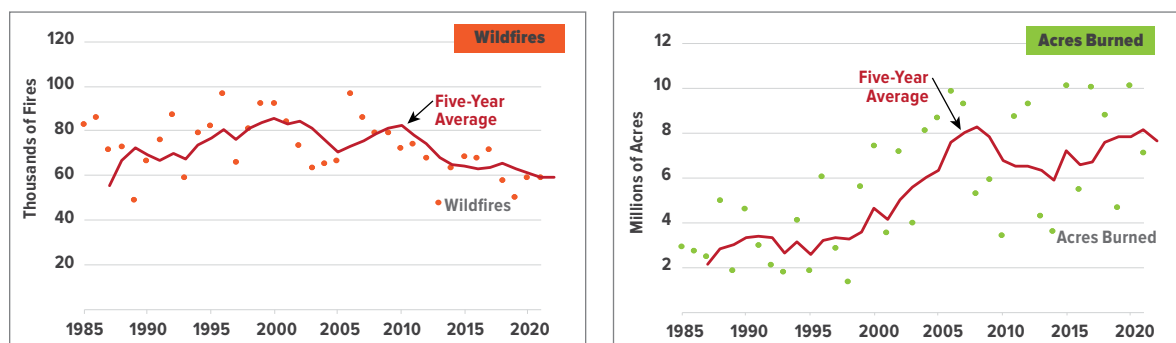 Wildfires
120
100
80
60
40
20
Thousands of Fires
Five-Year
Average
Wildfires
1985 1990 1995 2000 2005 2010 2015 2020
Acres Burned
12
10
8
6
4
2
Millions of Acres
Five-Year
Average
Acres Burned
1985 1990 1995 2000 2005 2010 2015 2020